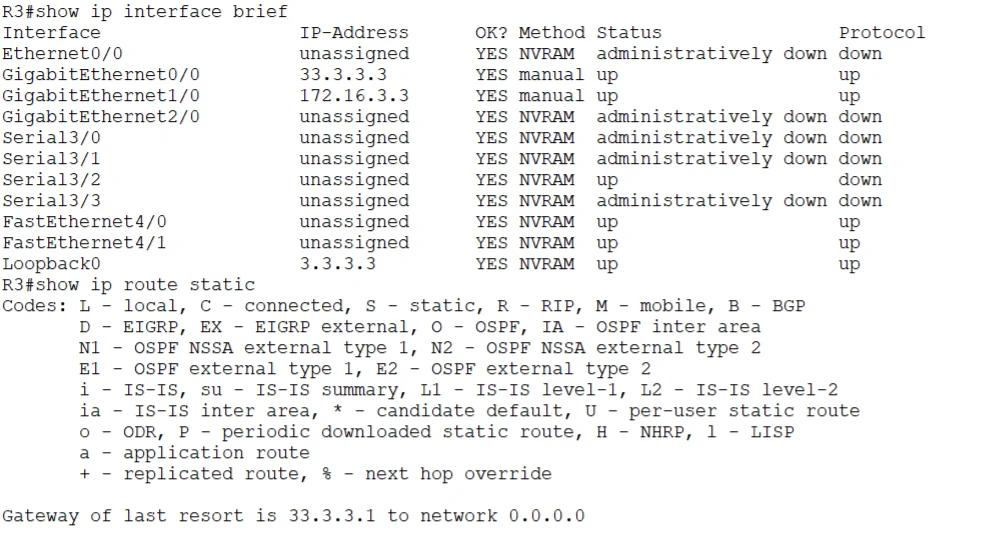 R3#show ip interface brief
Interface IP-Address OK? Method Status Protocol
Ethernet0/0 unassigned YES NVRAM administratively down down
GigabitEthernet0/0 33.3.3.3 YES manual up up
GigabitEthernet1/0 172.16.3.3 YES manual up up
GigabitEthernet2/0 unassigned YES NVRAM administratively down down
Serial3/0 unassigned YES NVRAM administratively down down
Serial3/1 unassigned YES NVRAM administratively down down
Serial3/2 unassigned YES NVRAM up down
Serial3/3 unassigned YES NVRAM administratively down down
FastEthernet4/0 unassigned YES NVRAM up up
FastEthernet4/1 unassigned YES NVRAM up up
Loopback0 3.3.3.3 YES NVRAM up up
R3#show ip route static
Codes: L - local, C - connected, S - static, R - RIP, M - mobile, B - BGP
D - EIGRP, EX - EIGRP external, O - OSPF, IA - OSPF inter area
N1 - OSPF NSSA external type 1, N2 - OSPF NSSA external type 2
E1 - OSPF external type 1, E2 - OSPF external type 2
i - IS-IS, su - IS-IS summary, L1 - IS-IS level-1, L2 - IS-IS level-2
ia - IS-IS inter area, * - candidate default, U - per-user static route
o - ODR, P - periodic downloaded static route, H - NHRP, l - LISP
a - application route
+ - replicated route, % - next hop override
Gateway of last resort is 33.3.3.1 to network 0.0.0.0